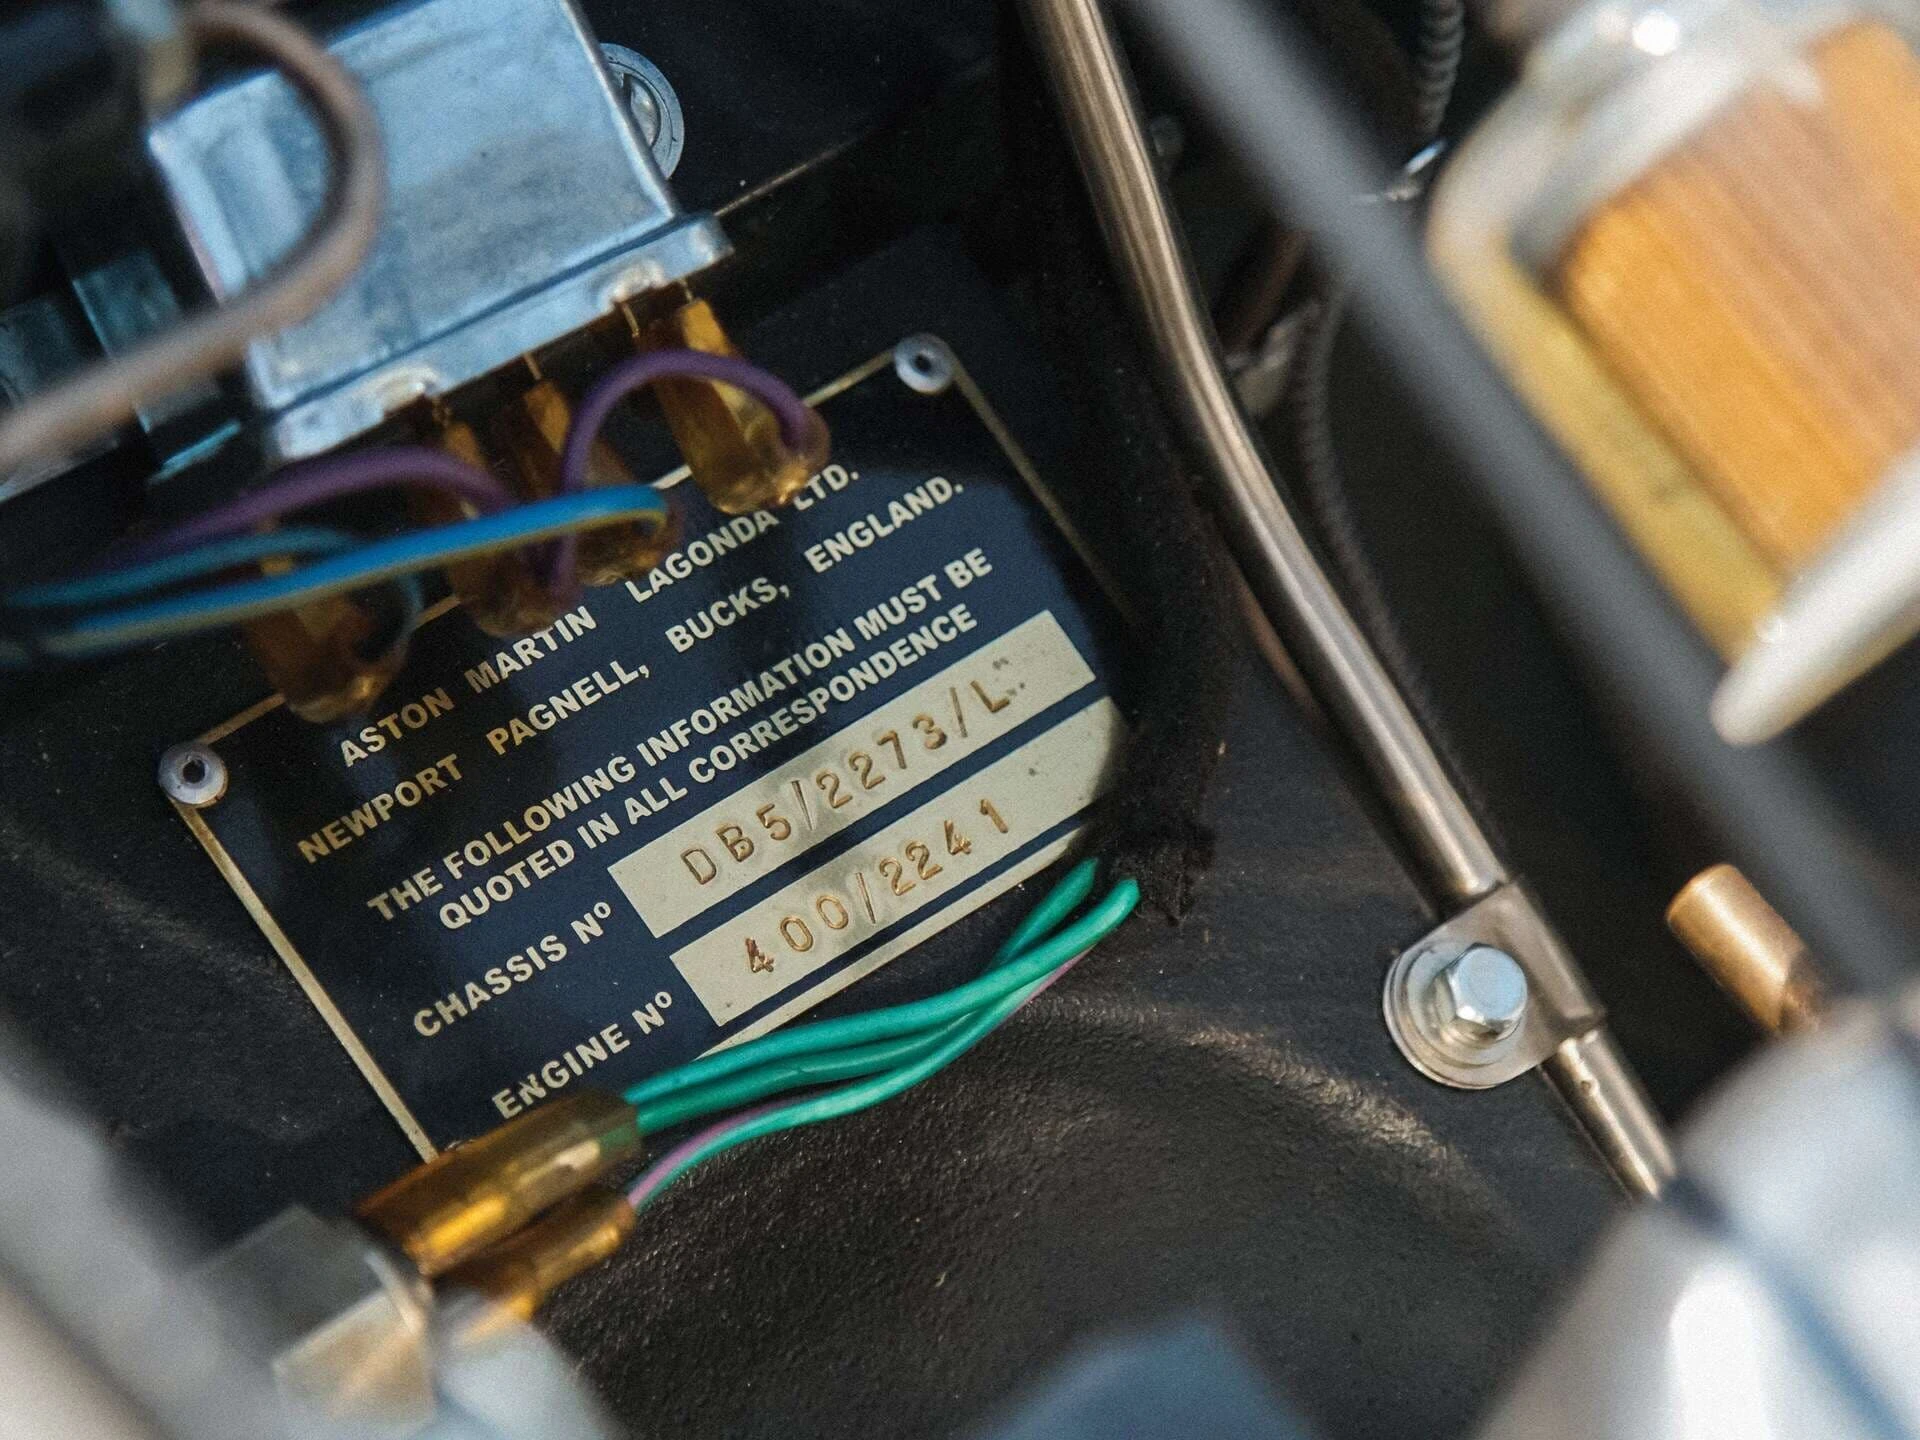 ASTON MARTIN LAGONDA LTD.
NEWPORT PAGNELL, BUCKS, ENGLAND.
THE FOLLOWING INFORMATION MUST BE
QUOTED IN ALL CORRESPONDENCE
CHASSIS Nº DB5/2273/L
ENGINE Nº 400/2241